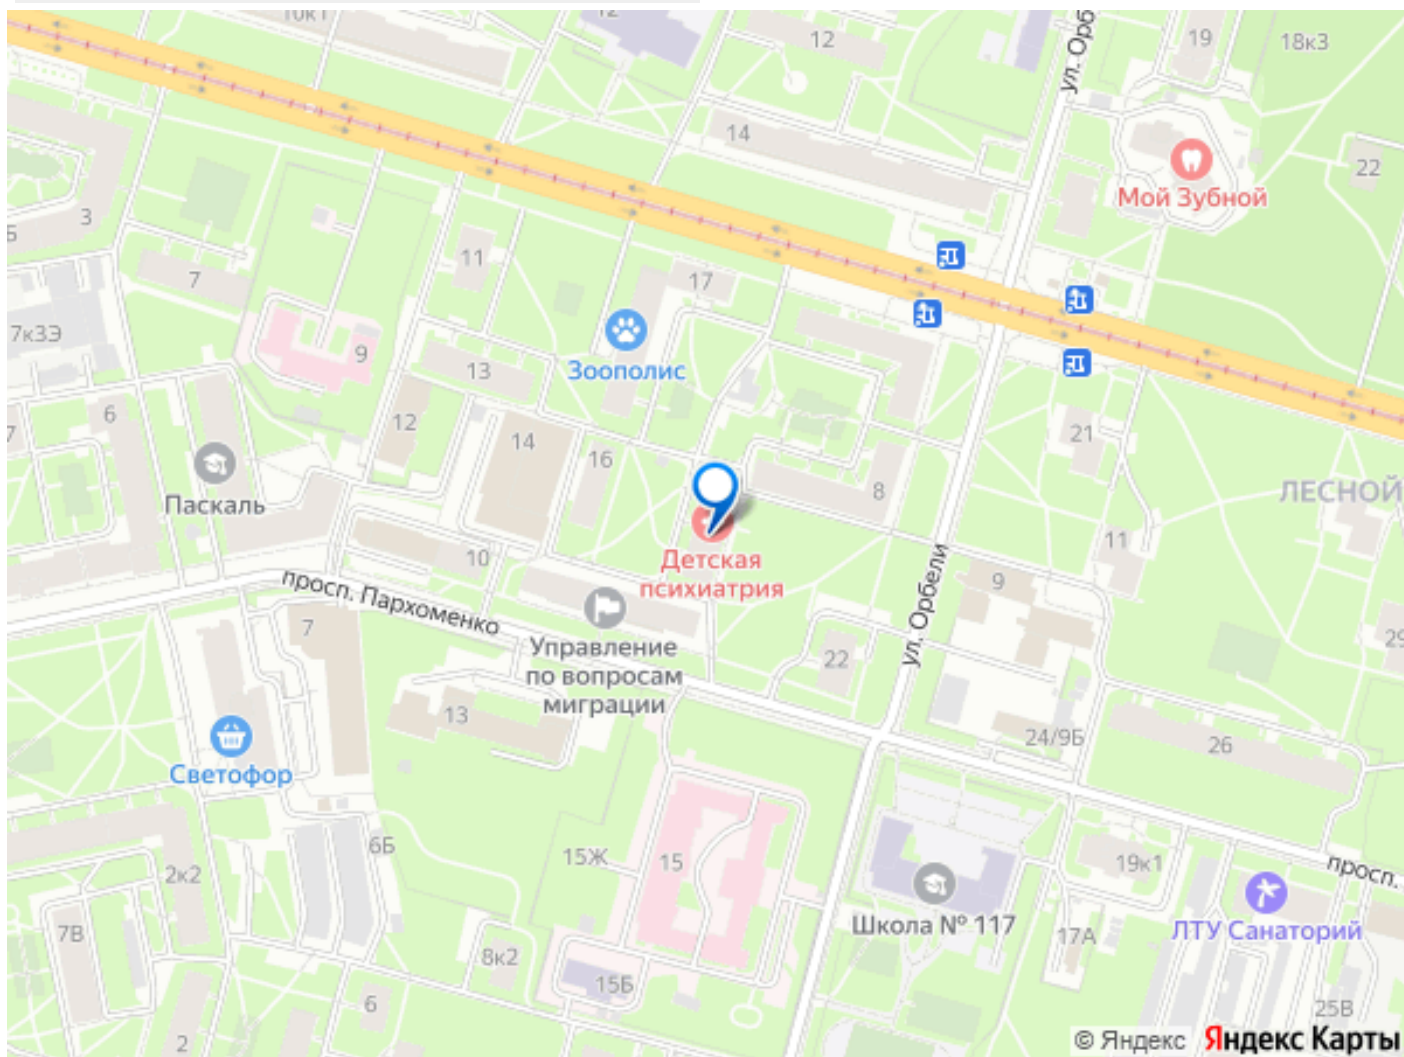 10к1
12
12
19
18к3
ул. Орб
14
22
Мой Зубной
3
5
7
11
17
7к3Э
9
Зоополис
13
6
7
12
14
16
21
Паскаль
8
ЛЕСНОЙ
10
Детская
психиатрия
11
9
просп. Пархоменко
ул. Орбели
7
Управление
по вопросам
миграции
22
29
13
24/9Б
26
Светофор
6Б
15Ж
15
2к2
19к1
просп.
7В
Школа № 117
17А
ЛТУ Санаторий
8к2
15Б
6
25В
2
© Яндекс Яндекс Карты